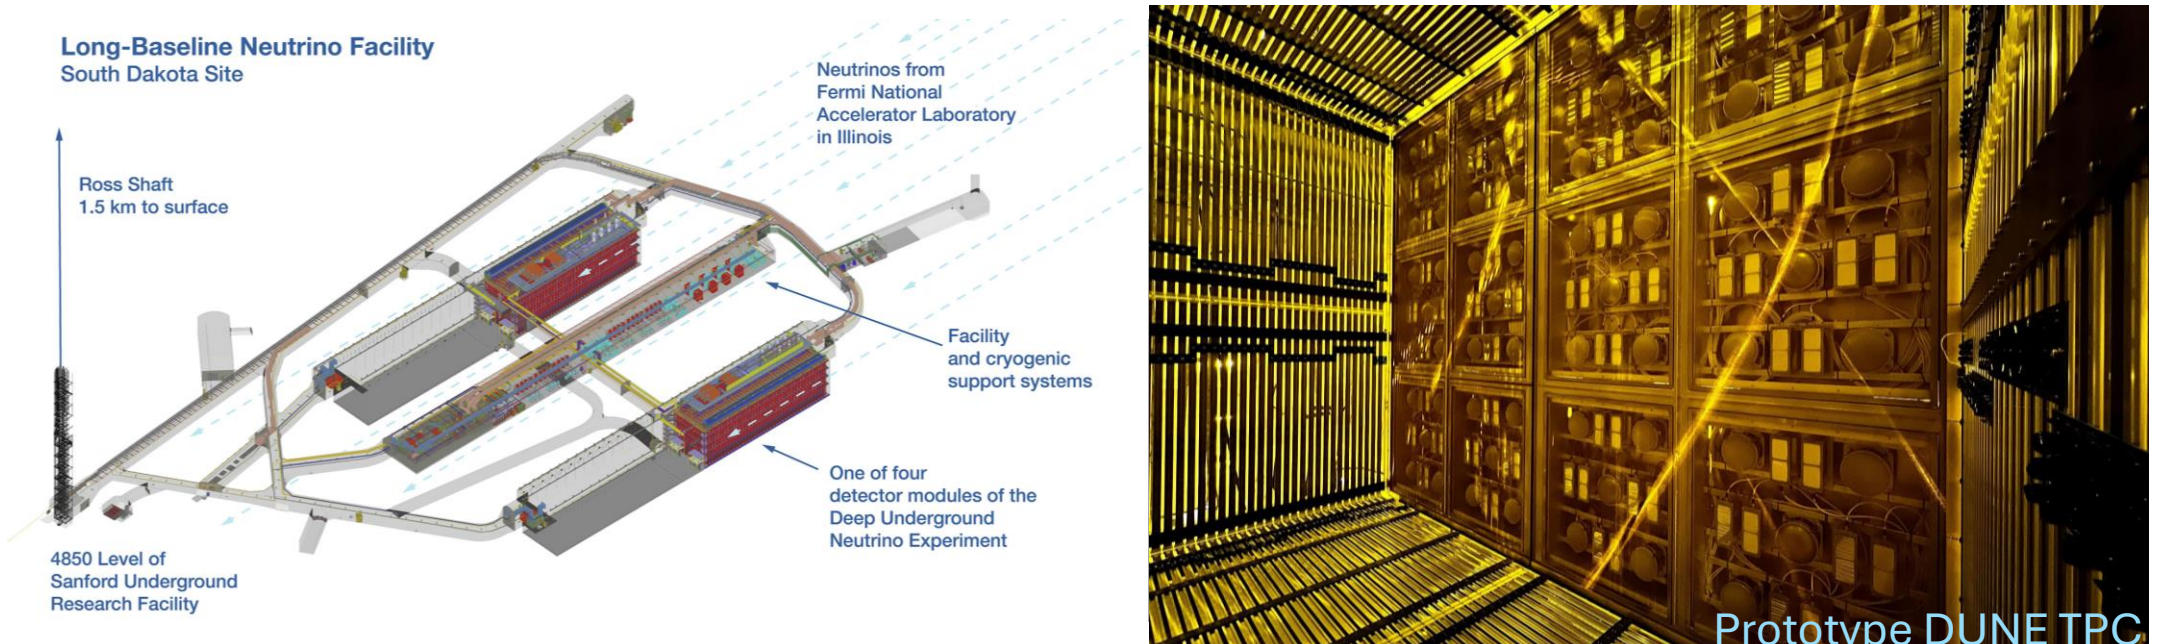 Long-Baseline Neutrino Facility
South Dakota Site
Neutrinos from
Fermi National
Accelerator Laboratory
in Illinois
Ross Shaft
1.5 km to surface
Facility
and cryogenic
support systems
One of four
detector modules of the
Deep Underground
Neutrino Experiment
4850 Level of
Sanford Underground
Research Facility
Prototype DUNE TPC